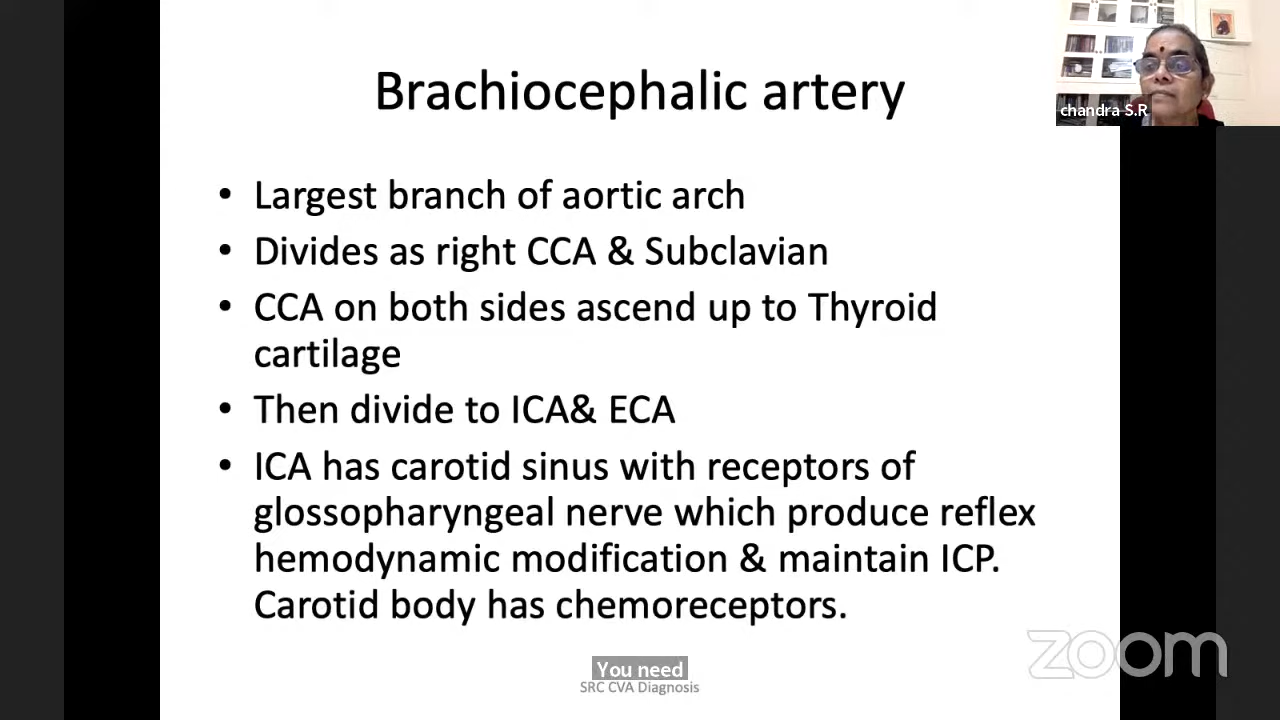 Brachiocephalic artery
chandra S.R
• Largest branch of aortic arch
• Divides as right CCA & Subclavian
• CCA on both sides ascend up to Thyroid
cartilage
• Then divide to ICA& ECA
• ICA has carotid sinus with receptors of
glossopharyngeal nerve which produce reflex
hemodynamic modification & maintain ICP.
Carotid body has chemoreceptors.
zoom
You need
SRC CVA Diagnosis